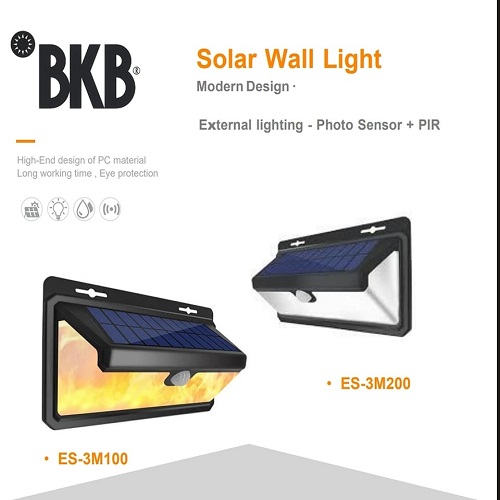 BKB®
Solar Wall Light
Modern Design ·
External lighting - Photo Sensor + PIR
High-End design of PC material
Long working time , Eye protection
• ES-3M200
• ES-3M100